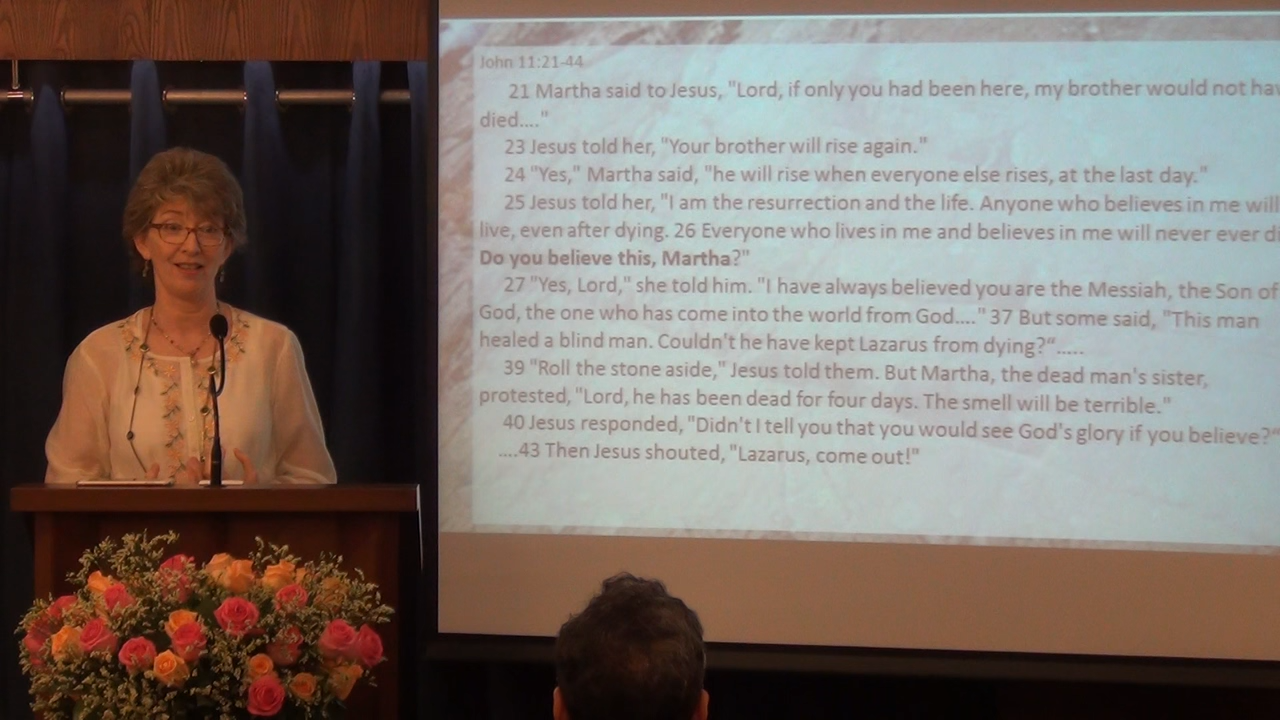 John 11:21-44
21 Martha said to Jesus, "Lord, if only you had been here, my brother would not hav
died...."
23 Jesus told her, "Your brother will rise again."
24 "Yes," Martha said, "he will rise when everyone else rises, at the last day."
25 Jesus told her, "I am the resurrection and the life. Anyone who believes in me will
live, even after dying. 26 Everyone who lives in me and believes in me will never ever di
Do you believe this, Martha?"
27 "Yes, Lord," she told him. "I have always believed you are the Messiah, the Son of
God, the one who has come into the world from God...." 37 But some said, "This man
healed a blind man. Couldn't he have kept Lazarus from dying?“.....
39 "Roll the stone aside," Jesus told them. But Martha, the dead man's sister,
protested, "Lord, he has been dead for four days. The smell will be terrible."
40 Jesus responded, "Didn't I tell you that you would see God's glory if you believe?“
....43 Then Jesus shouted, "Lazarus, come out!"